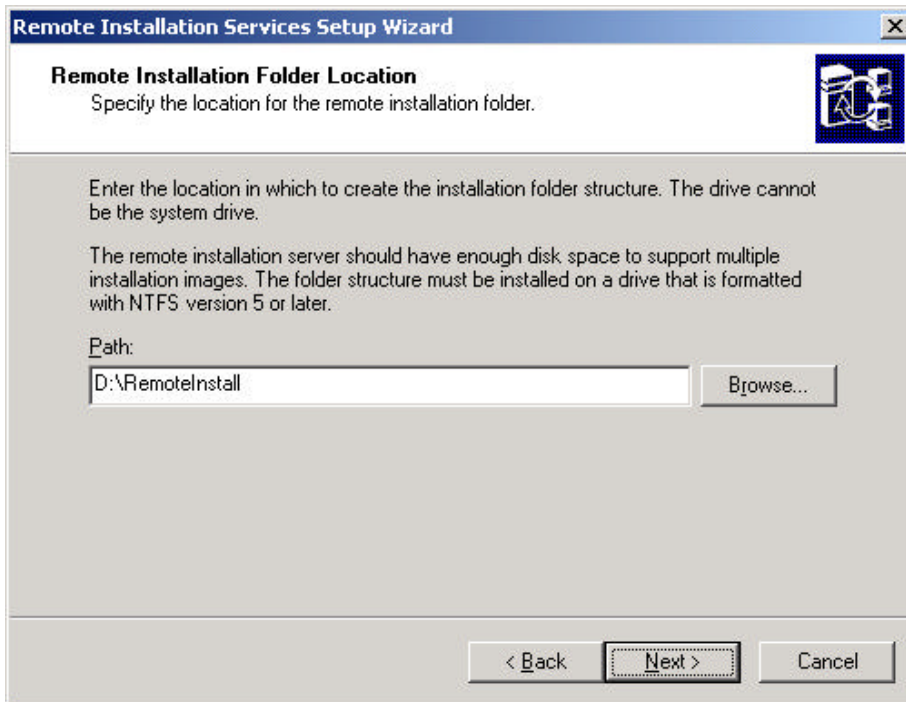 Remote Installation Services Setup Wizard
Remote Installation Folder Location
Specify the location for the remote installation folder.
Enter the location in which to create the installation folder structure. The drive cannot
be the system drive.
The remote installation server should have enough disk space to support multiple
installation images. The folder structure must be installed on a drive that is formatted
with NTFS version 5 or later.
Path:
D:\RemoteInstall
Browse...
< Back
Next >
Cancel